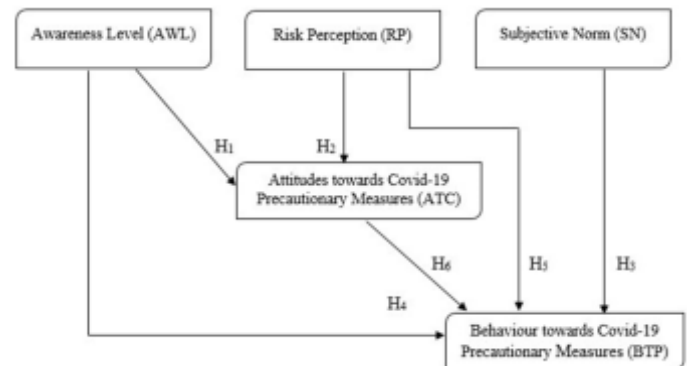 Awareness Level (AWL)
Risk Perception (RP)
Subjective Norm (SN)
H1
H2
Attitudes towards Covid-19
Precautionary Measures (ATC)
H6
H5
H3
H4
Behaviour towards Covid-19
Precautionary Measures (BTP)